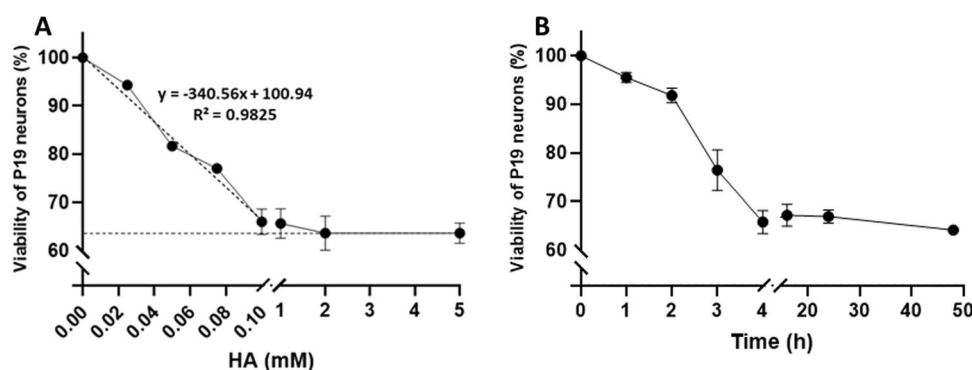 A
Viability of P19 neurons (%)
100
90
80
70
60
y = -340.56x + 100.94
R² = 0.9825
0.00 0.02 0.04 0.06 0.08 0.10 1 2 3 4 5
HA (mM)
B
Viability of P19 neurons (%)
100
90
80
70
60
0 1 2 3 4 20 30 40 50
Time (h)